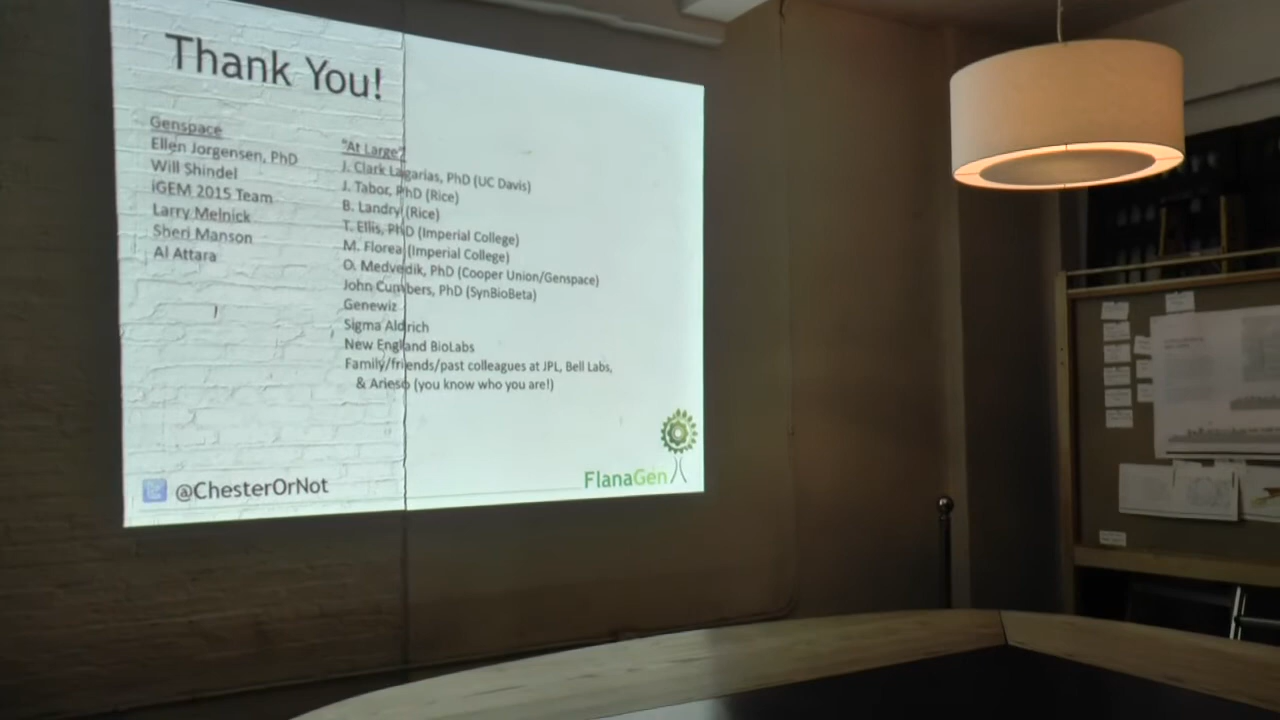 Thank You!
Genspace
Ellen Jorgensen, PhD
Will Shindel
iGEM 2015 Team
Larry Melnick
Sheri Manson
Al Attara
"At Large"
J. Clark Lagarias, PhD (UC Davis)
J. Tabor, PhD (Rice)
B. Landry (Rice)
T. Ellis, PhD (Imperial College)
M. Florea (Imperial College)
O. Medvedik, PhD (Cooper Union/Genspace)
John Cumbers, PhD (SynBioBeta)
Genewiz
Sigma Aldrich
New England BioLabs
Family/friends/past colleagues at JPL, Bell Labs,
& Arieso (you know who you are!)
@ChesterOrNot
FlanaGen